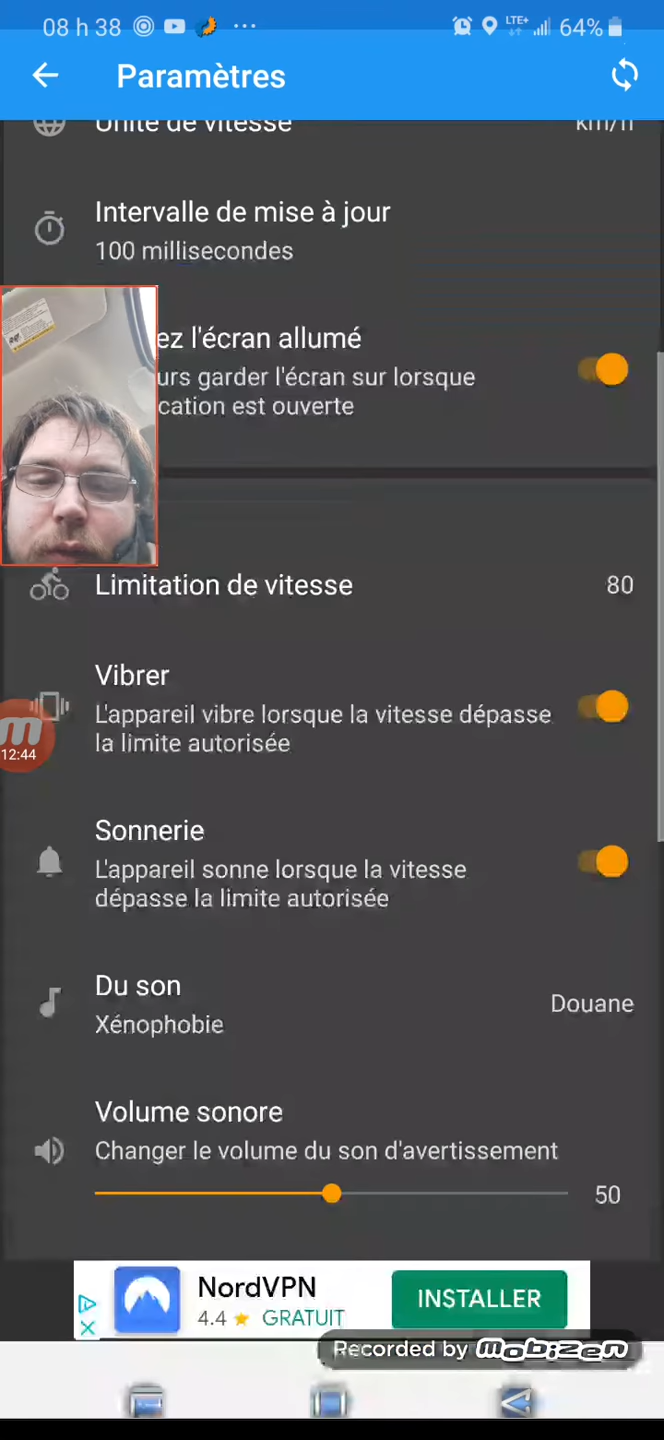 08 h 38
LTE+
64%
Paramètres
Unité de vitesse
km/h
Intervalle de mise à jour
100 millisecondes
ez l'écran allumé
urs garder l'écran sur lorsque
cation est ouverte
Limitation de vitesse
80
Vibrer
L'appareil vibre lorsque la vitesse dépasse
la limite autorisée
12:44
Sonnerie
L'appareil sonne lorsque la vitesse
dépasse la limite autorisée
Du son
Douane
Xénophobie
Volume sonore
Changer le volume du son d'avertissement
50
NordVPN
4.4 ★ GRATUIT
INSTALLER
Recorded by mobizen